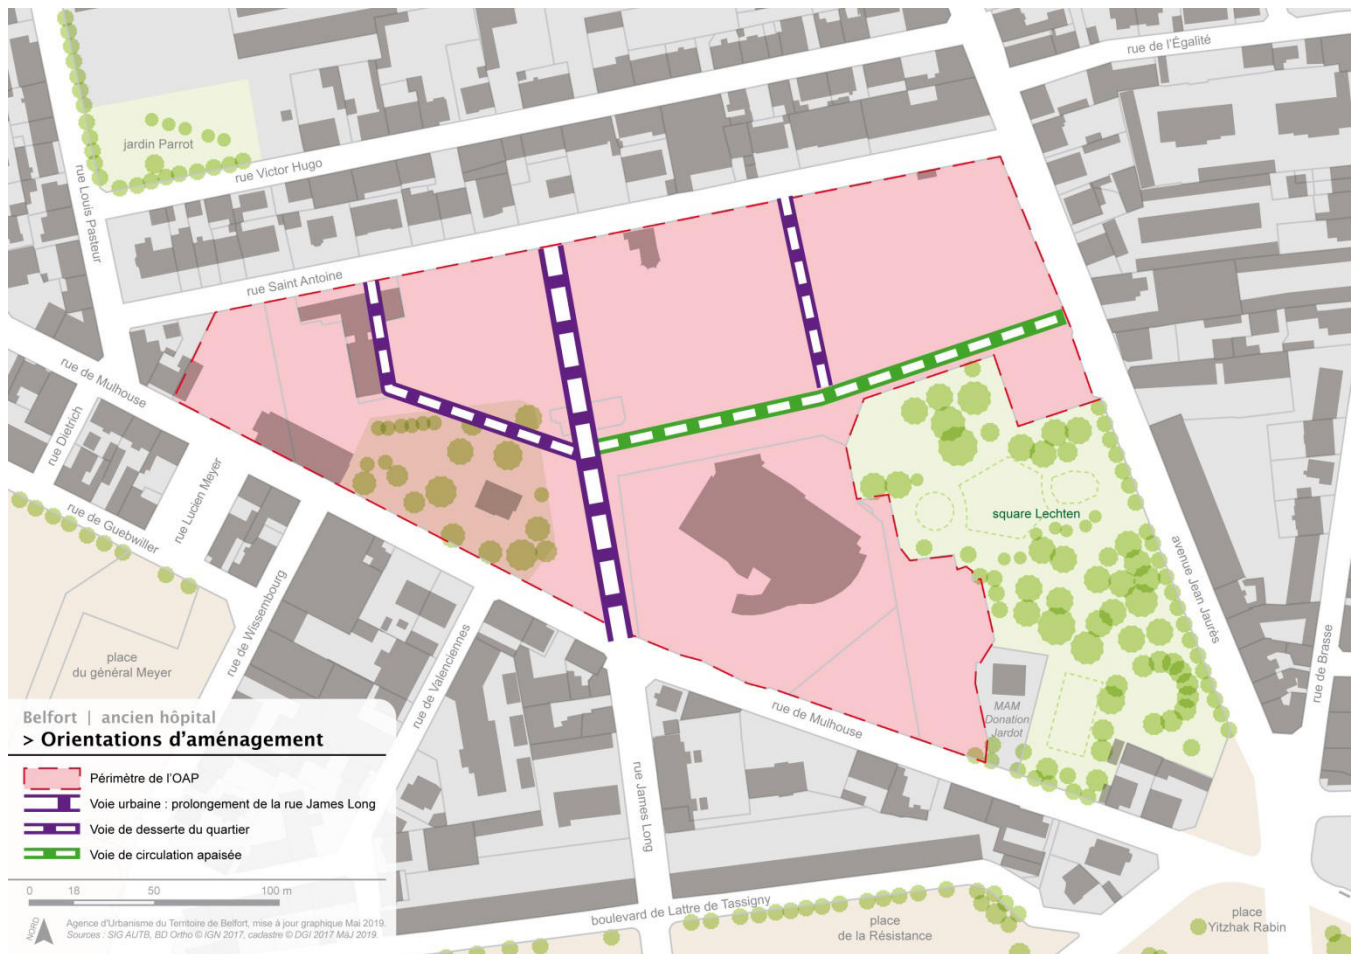 rue de l'Égalité
jardin Parrot
rue Victor Hugo
rue Louis Pasteur
rue Saint Antoine
rue de Mulhouse
rue Dietrich
rue Lucien Meyer
rue de Guebwiller
rue de Wissembourg
rue de Valenciennes
place
du général Meyer
square Lechten
avenue Jean Jaurès
rue de Brasse
MAM
Donation
Jardot
rue de Mulhouse
rue James Long
boulevard de Lattre de Tassigny
place
de la Résistance
place
Yitzhak Rabin
Belfort | ancien hôpital
> Orientations d'aménagement
Périmètre de l'OAP
Voie urbaine : prolongement de la rue James Long
Voie de desserte du quartier
Voie de circulation apaisée
0 18 50 100 m
NORD
Agence d'Urbanisme du Territoire de Belfort, mise à jour graphique Mai 2019.
Sources : SIG AUTB, BD Ortho © IGN 2017, cadastre © DGI 2017 MàJ 2019.